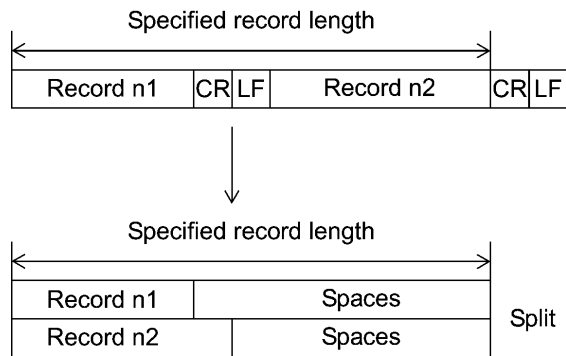 Specified record length
Record n1 CR LF Record n2 CR LF
Specified record length
Record n1 Spaces
Record n2 Spaces
Split